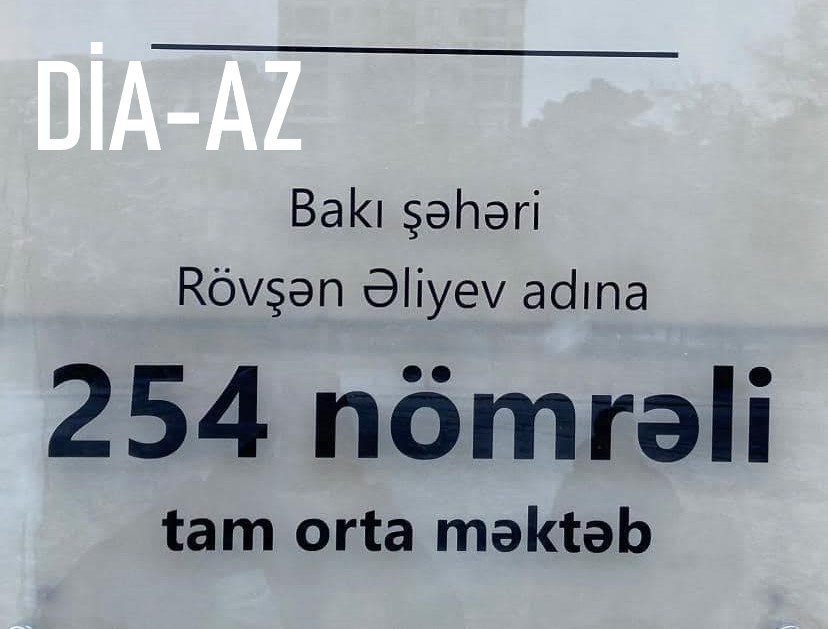 DİA-AZ
Bakı şəhəri
Rövşən Əliyev adına
254 nömrəli
tam orta məktəb